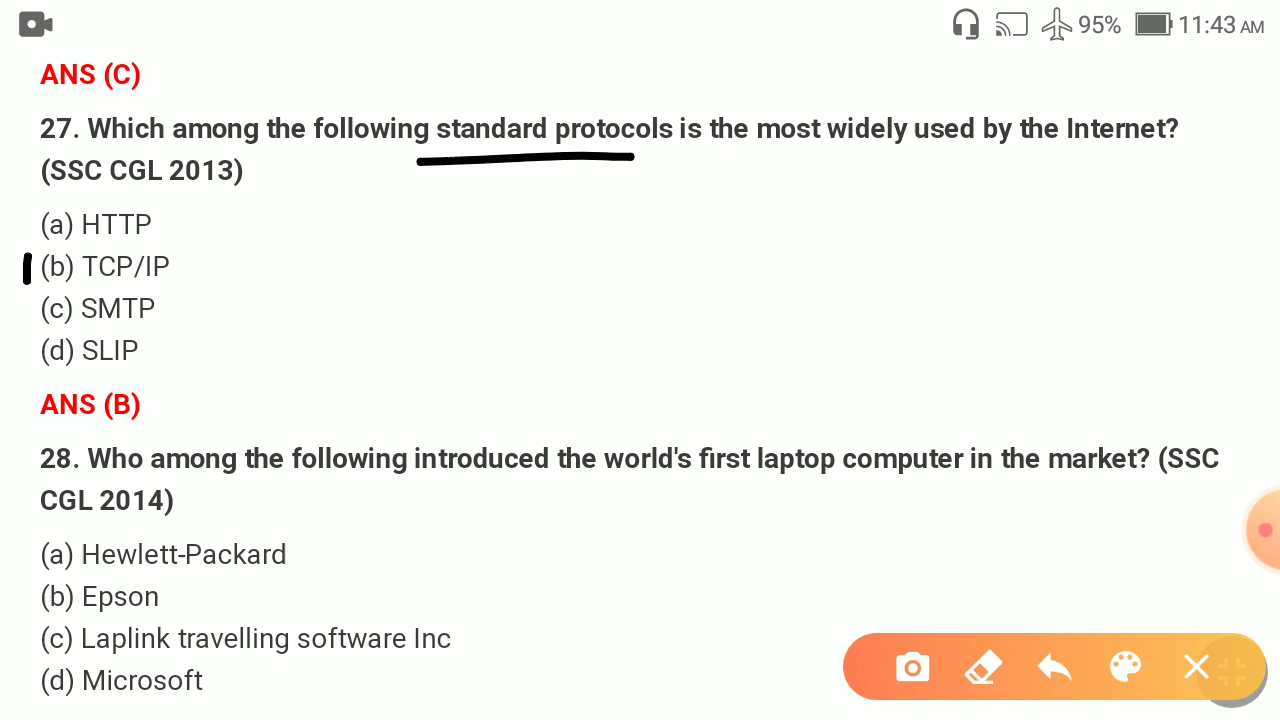 95% 11:43 AM
ANS (C)
27. Which among the following standard protocols is the most widely used by the Internet?
(SSC CGL 2013)
(a) HTTP
(b) TCP/IP
(c) SMTP
(d) SLIP
ANS (B)
28. Who among the following introduced the world's first laptop computer in the market? (SSC
CGL 2014)
(a) Hewlett-Packard
(b) Epson
(c) Laplink travelling software Inc
(d) Microsoft